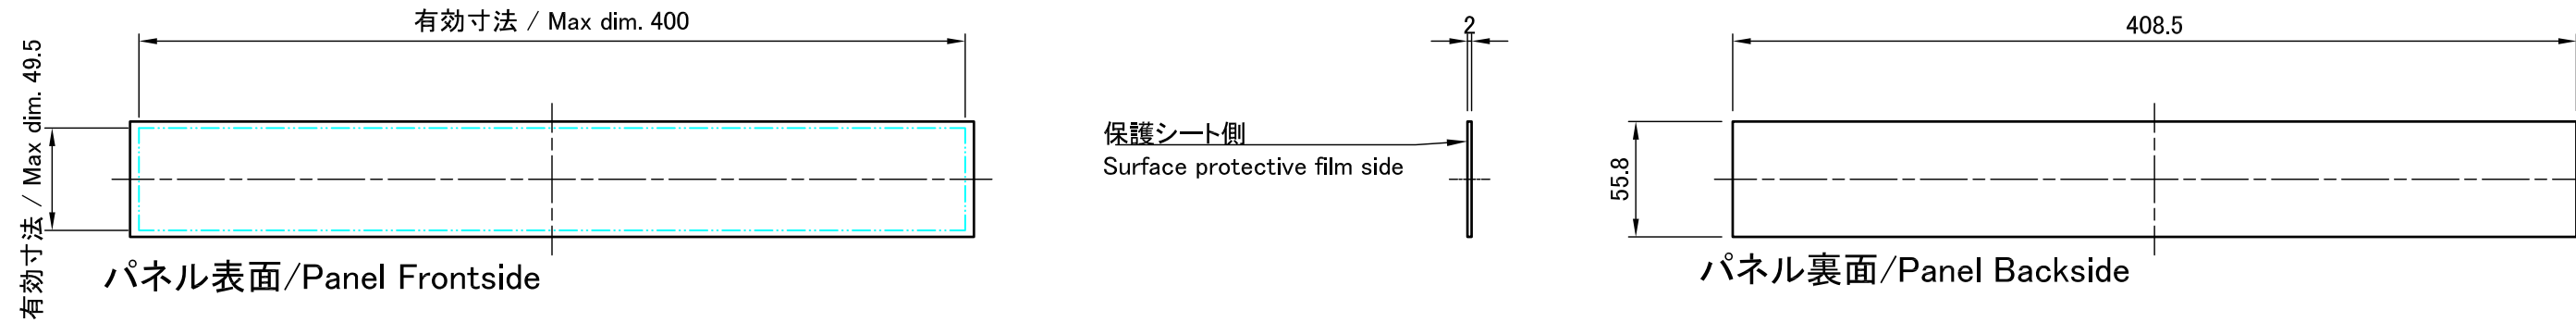 有効寸法 / Max dim. 400
有効寸法 / Max dim. 49.5
パネル表面/Panel Frontside
2
保護シート側
Surface protective film side
408.5
55.8
パネル裏面/Panel Backside